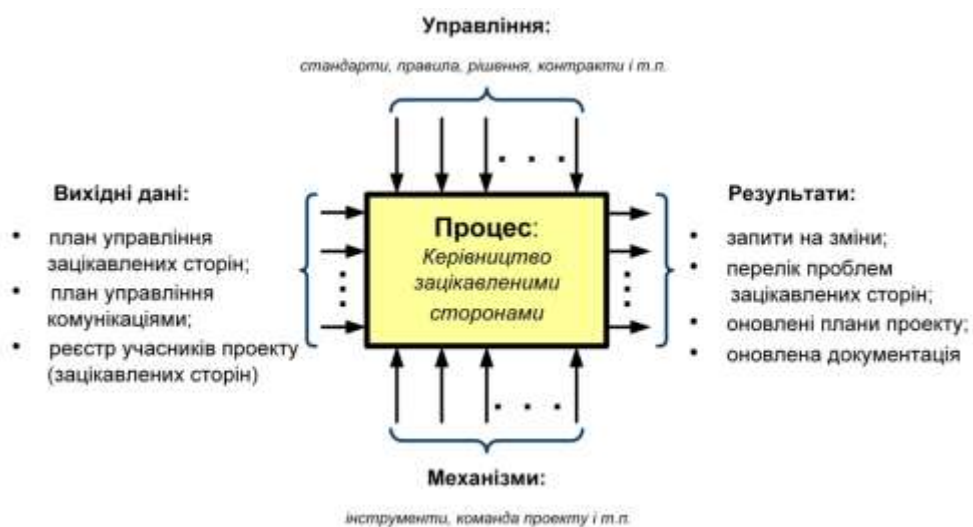 Управління:
стандарти, правила, рішення, контракти і т.п.
Вихідні дані:
• план управління
зацікавлених сторін;
• план управління
комунікаціями;
• реєстр учасників проекту
(зацікавлених сторін)
Процес:
Керівництво
зацікавленими
сторонами
Результати:
• запити на зміни;
• перелік проблем
зацікавлених сторін;
• оновлені плани проекту;
• оновлена документація
Механізми:
інструменти, команда проекту і т.п.